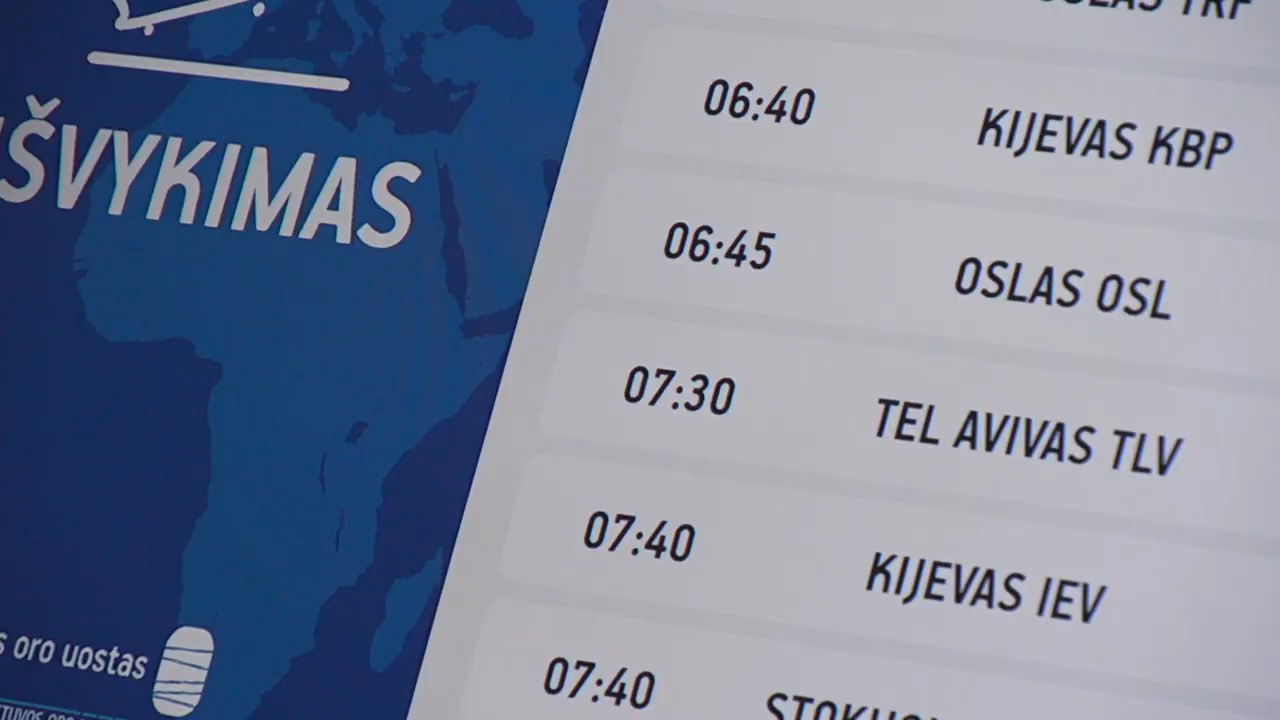 IŠVYKIMAS
TRF
06:40 KIJEVAS KBP
06:45 OSLAS OSL
07:30 TEL AVIVAS TLV
07:40 KIJEVAS IEV
07:40
oro uostas